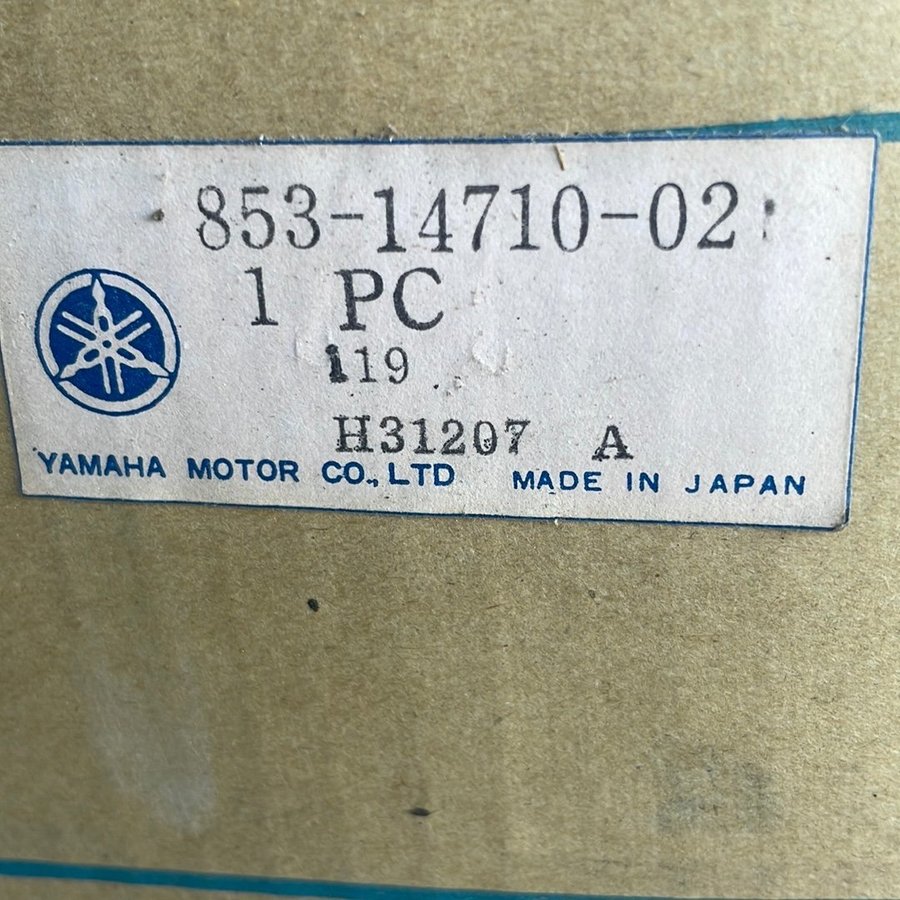 853-14710-02
1 PC
119
H31207 A
YAMAHA MOTOR CO., LTD MADE IN JAPAN